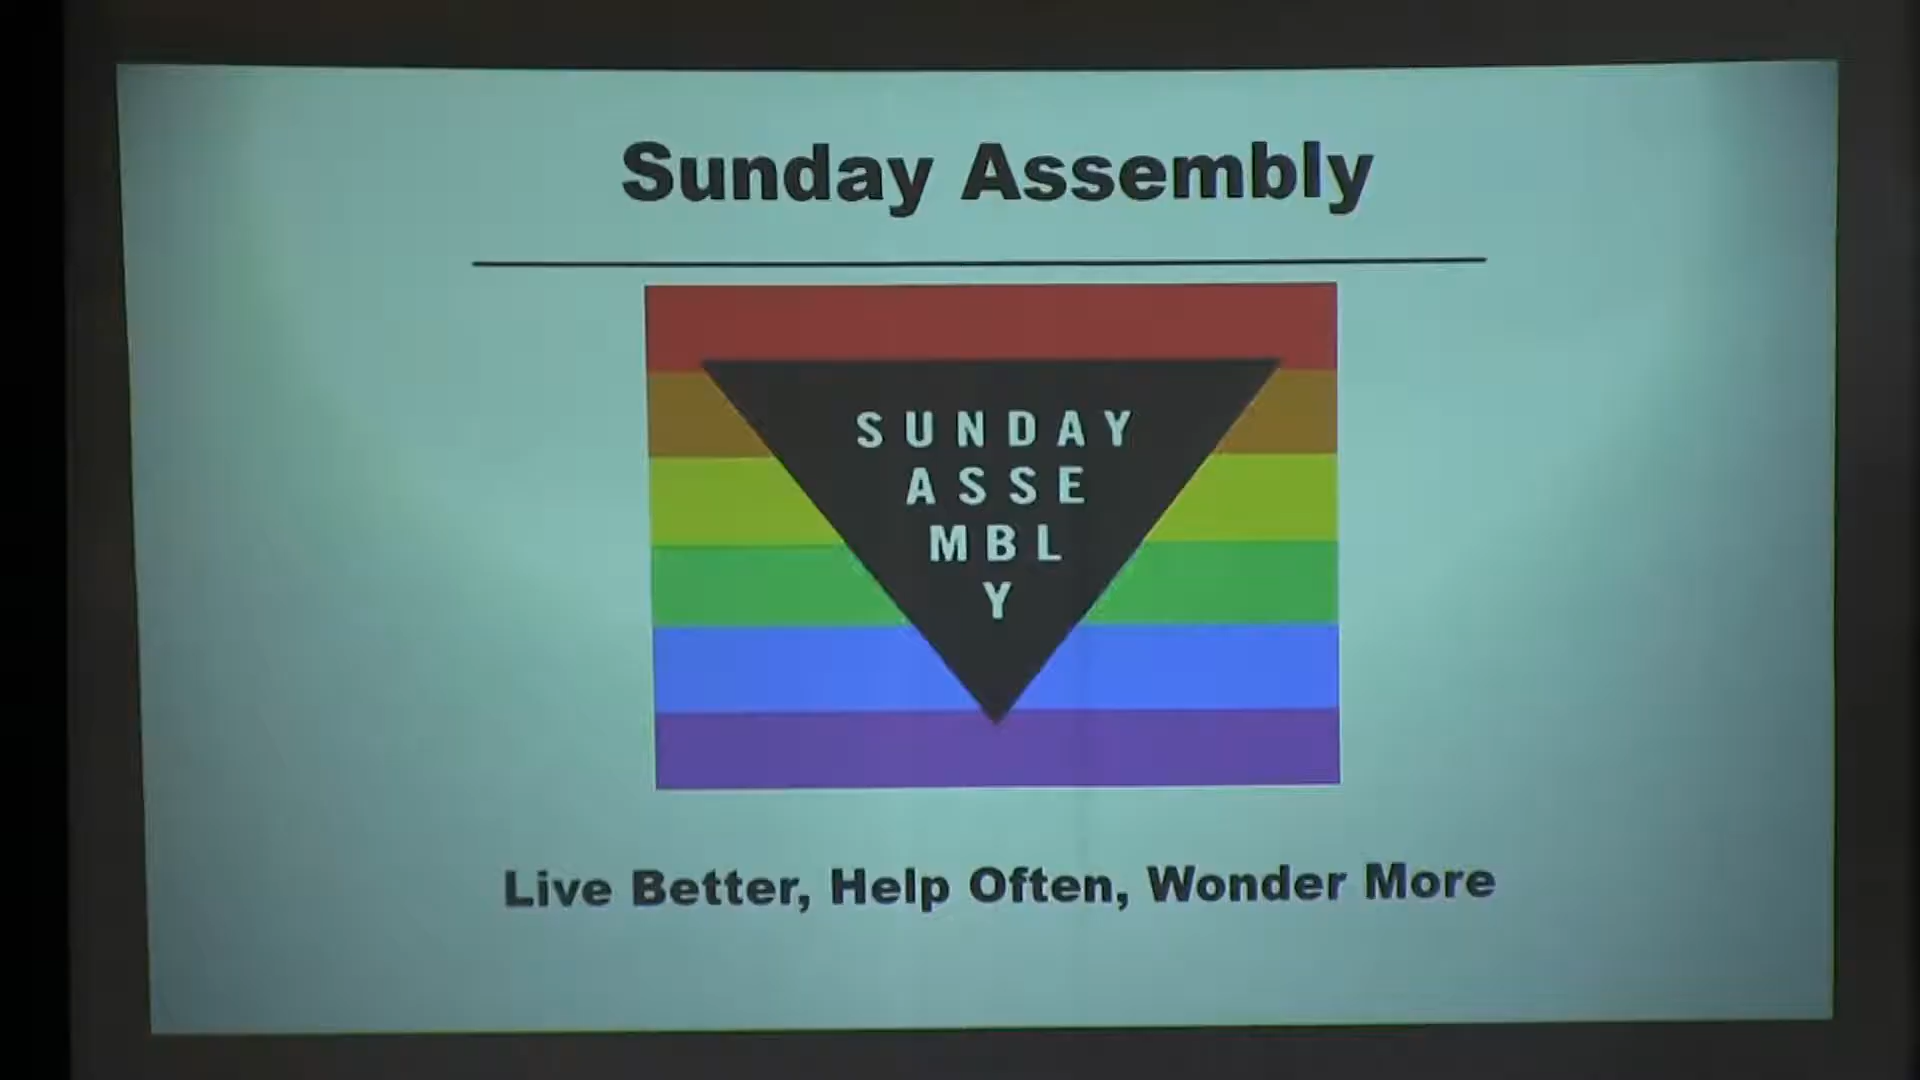 Sunday Assembly
SUNDAY
ASSE
MBL
Y
Live Better, Help Often, Wonder More